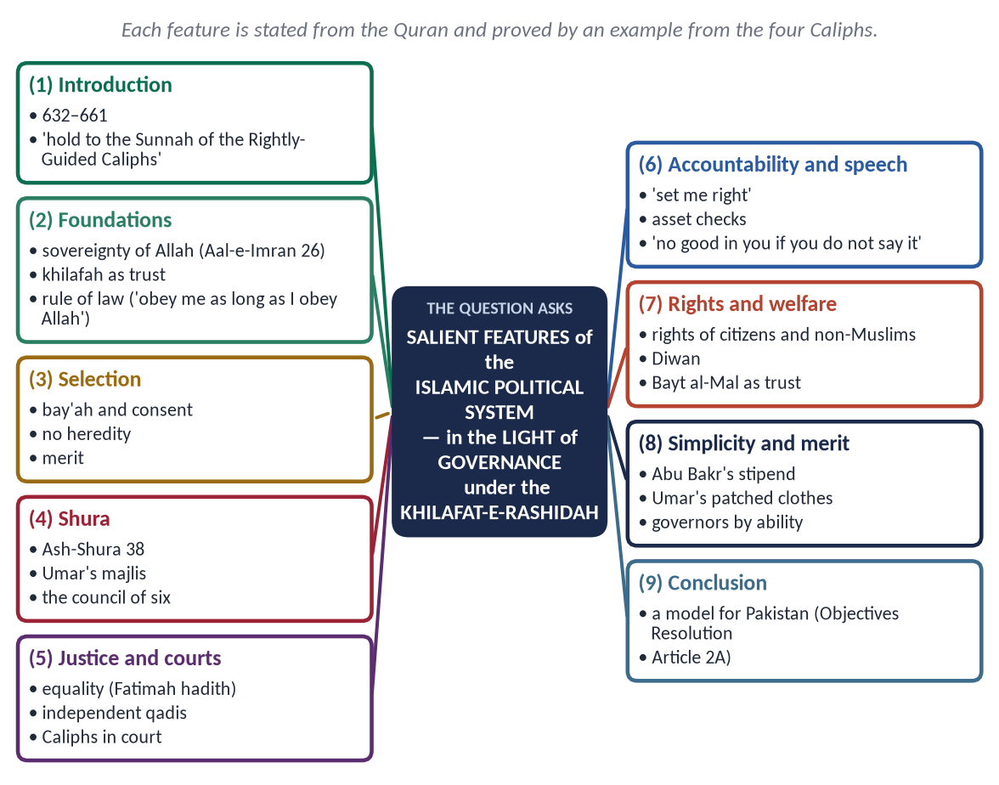 Each feature is stated from the Quran and proved by an example from the four Caliphs.
(1) Introduction
• 632–661
• 'hold to the Sunnah of the Rightly-
Guided Caliphs'
(2) Foundations
• sovereignty of Allah (Aal-e-Imran 26)
• khilafah as trust
• rule of law ('obey me as long as I obey
Allah')
(3) Selection
• bay'ah and consent
• no heredity
• merit
(4) Shura
• Ash-Shura 38
• Umar's majlis
• the council of six
(5) Justice and courts
• equality (Fatimah hadith)
• independent qadis
• Caliphs in court
THE QUESTION ASKS
SALIENT FEATURES of
the
ISLAMIC POLITICAL
SYSTEM
— in the LIGHT of
GOVERNANCE
under the
KHILAFAT-E-RASHIDAH
(6) Accountability and speech
• 'set me right'
• asset checks
• 'no good in you if you do not say it'
(7) Rights and welfare
• rights of citizens and non-Muslims
• Diwan
• Bayt al-Mal as trust
(8) Simplicity and merit
• Abu Bakr's stipend
• Umar's patched clothes
• governors by ability
(9) Conclusion
• a model for Pakistan (Objectives
Resolution
• Article 2A)